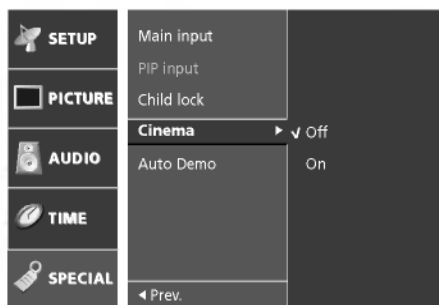 SETUP
PICTURE
AUDIO
TIME
SPECIAL
Main input
PIP input
Child lock
Cinema ► ✓ Off
Auto Demo On
◄ Prev.